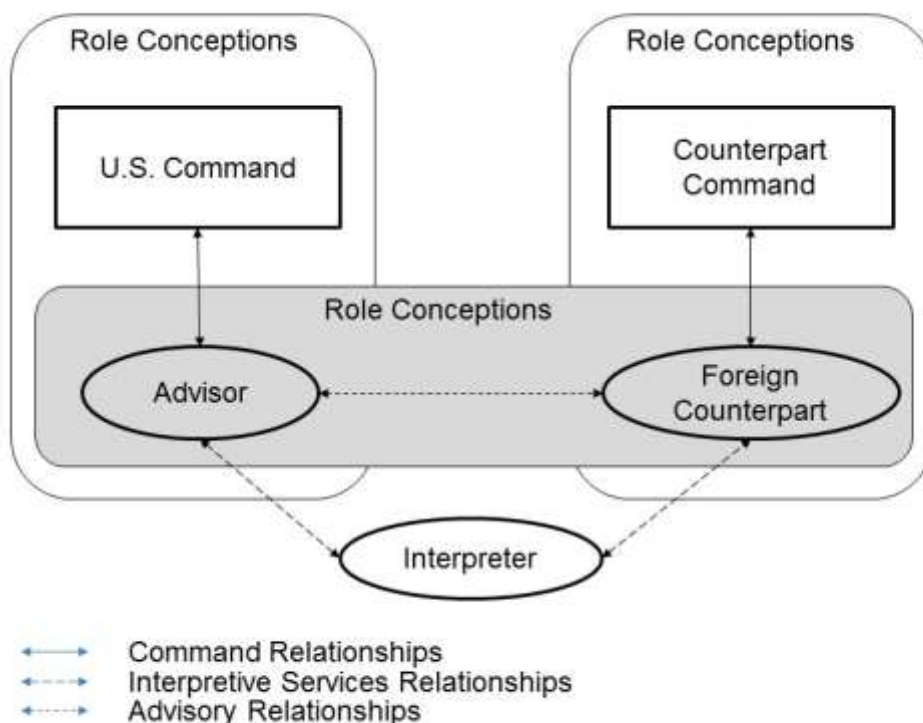 Role Conceptions
Role Conceptions
U.S. Command
Counterpart
Command
Role Conceptions
Advisor
Foreign
Counterpart
Interpreter
Command Relationships
Interpretive Services Relationships
Advisory Relationships